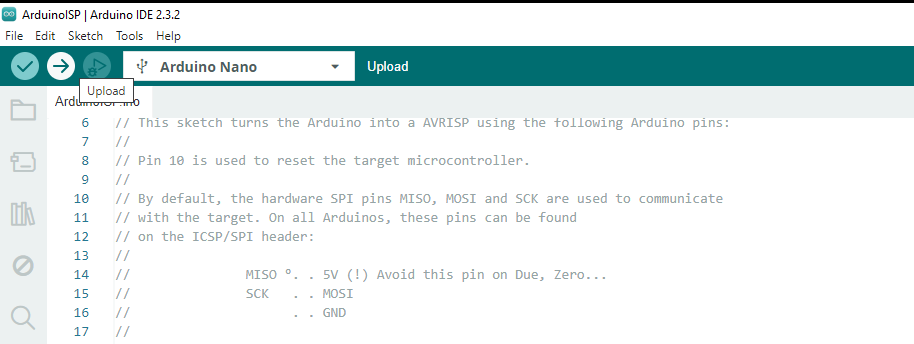 ArduinoISP | Arduino IDE 2.3.2
File Edit Sketch Tools Help
Arduino Nano Upload
Upload
6 // This sketch turns the Arduino into a AVRISP using the following Arduino pins:
7 //
8 // Pin 10 is used to reset the target microcontroller.
9 //
10 // By default, the hardware SPI pins MISO, MOSI and SCK are used to communicate
11 // with the target. On all Arduinos, these pins can be found
12 // on the ICSP/SPI header:
13 //
14 //               MISO °. . 5V (!) Avoid this pin on Due, Zero...
15 //               SCK   . . MOSI
16 //                     . . GND
17 //